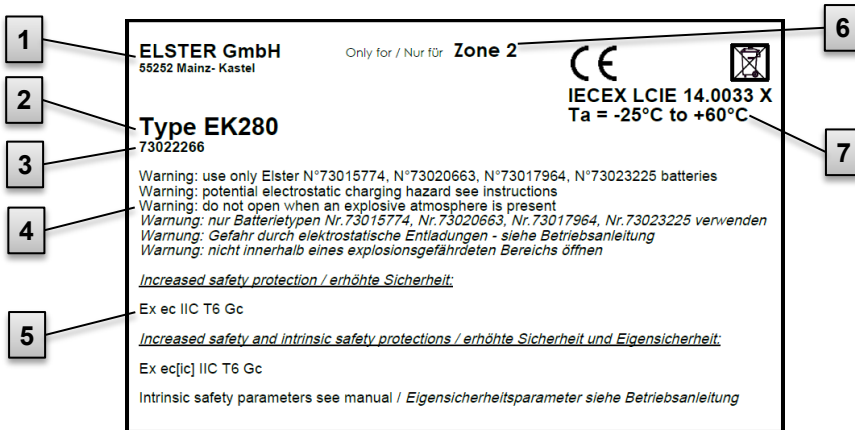 1
6
ELSTER GmbH
Only for / Nur für Zone 2
55252 Mainz- Kastel
CE
2
IECEX LCIE 14.0033 X
Ta = -25°C to +60°C
Type EK280
73022266
3
7
Warning: use only Elster N°73015774, N°73020663, N°73017964, N°73023225 batteries
Warning: potential electrostatic charging hazard see instructions
Warning: do not open when an explosive atmosphere is present
4
Warnung: nur Batterietypen Nr.73015774, Nr.73020663, Nr.73017964, Nr.73023225 verwenden
Warnung: Gefahr durch elektrostatische Entladungen - siehe Betriebsanleitung
Warnung: nicht innerhalb eines explosionsgefährdeten Bereichs öffnen
Increased safety protection / erhöhte Sicherheit:
Ex ec IIC T6 Gc
5
Increased safety and intrinsic safety protections / erhöhte Sicherheit und Eigensicherheit:
Ex ec[ic] IIC T6 Gc
Intrinsic safety parameters see manual / Eigensicherheitsparameter siehe Betriebsanleitung